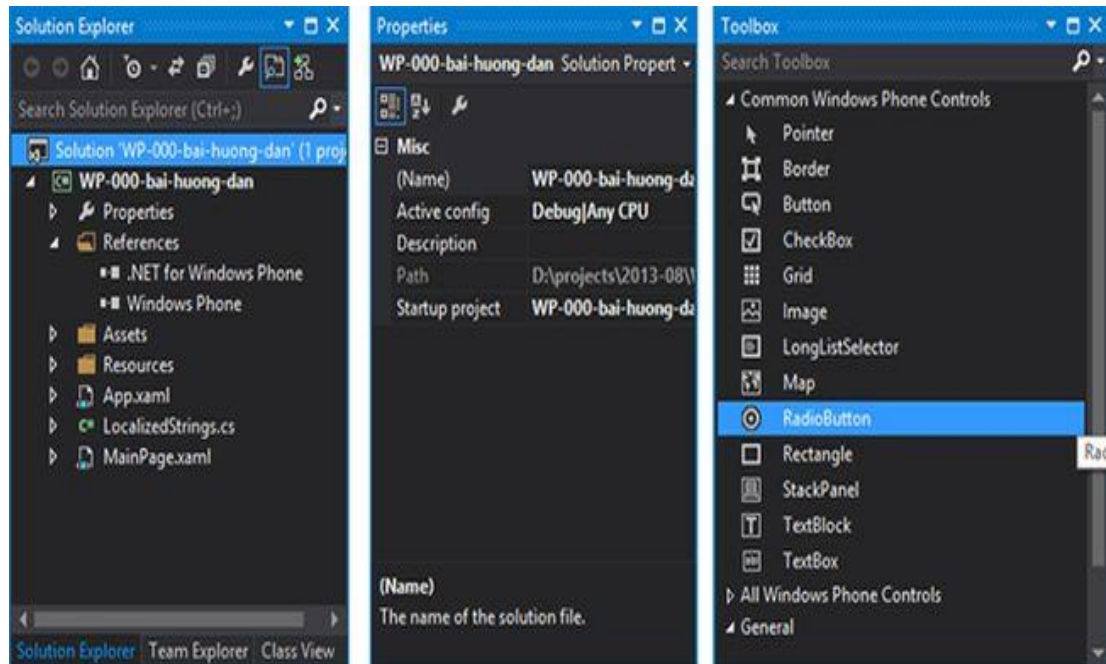 Solution Explorer
Search Solution Explorer (Ctrl+;)
Solution 'WP-000-bai-huong-dan' (1 proj
WP-000-bai-huong-dan
Properties
References
.NET for Windows Phone
Windows Phone
Assets
Resources
App.xaml
LocalizedStrings.cs
MainPage.xaml
Solution Explorer Team Explorer Class View
Properties
WP-000-bai-huong-dan Solution Propert
Misc
(Name) WP-000-bai-huong-da
Active config Debug|Any CPU
Description
Path D:\projects\2013-08\
Startup project WP-000-bai-huong-da
(Name)
The name of the solution file.
Toolbox
Search Toolbox
Common Windows Phone Controls
Pointer
Border
Button
CheckBox
Grid
Image
LongListSelector
Map
RadioButton
Rad
Rectangle
StackPanel
TextBlock
TextBox
All Windows Phone Controls
General